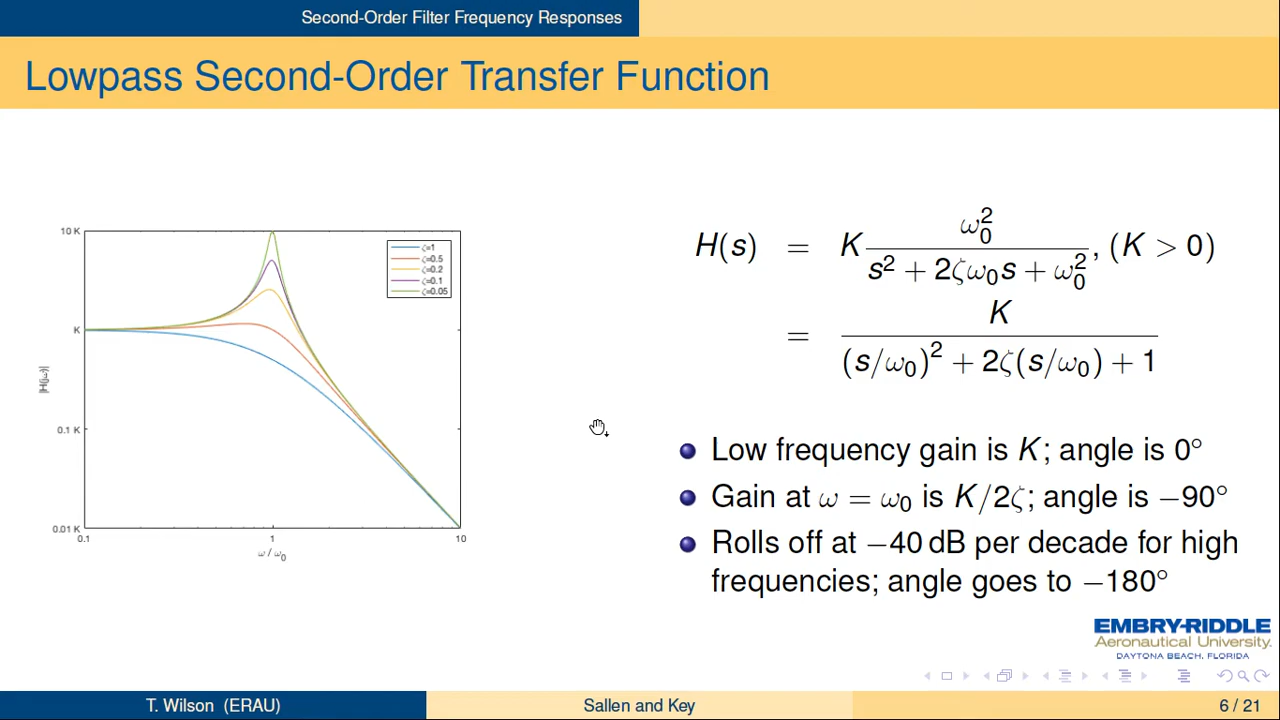 Second-Order Filter Frequency Responses
Lowpass Second-Order Transfer Function
10 K
K
0.1 K
0.01 K
|H(jω)|
0.1
1
10
ω / ω₀
ζ=1
ζ=0.5
ζ=0.2
ζ=0.1
ζ=0.05
H(s) = K ω₀² / (s² + 2ζω₀s + ω₀²), (K > 0)
= K / ((s/ω₀)² + 2ζ(s/ω₀) + 1)
Low frequency gain is K; angle is 0°
Gain at ω = ω₀ is K/2ζ; angle is −90°
Rolls off at −40 dB per decade for high
frequencies; angle goes to −180°
EMBRY-RIDDLE
Aeronautical University.
DAYTONA BEACH, FLORIDA
T. Wilson (ERAU)
Sallen and Key
6 / 21